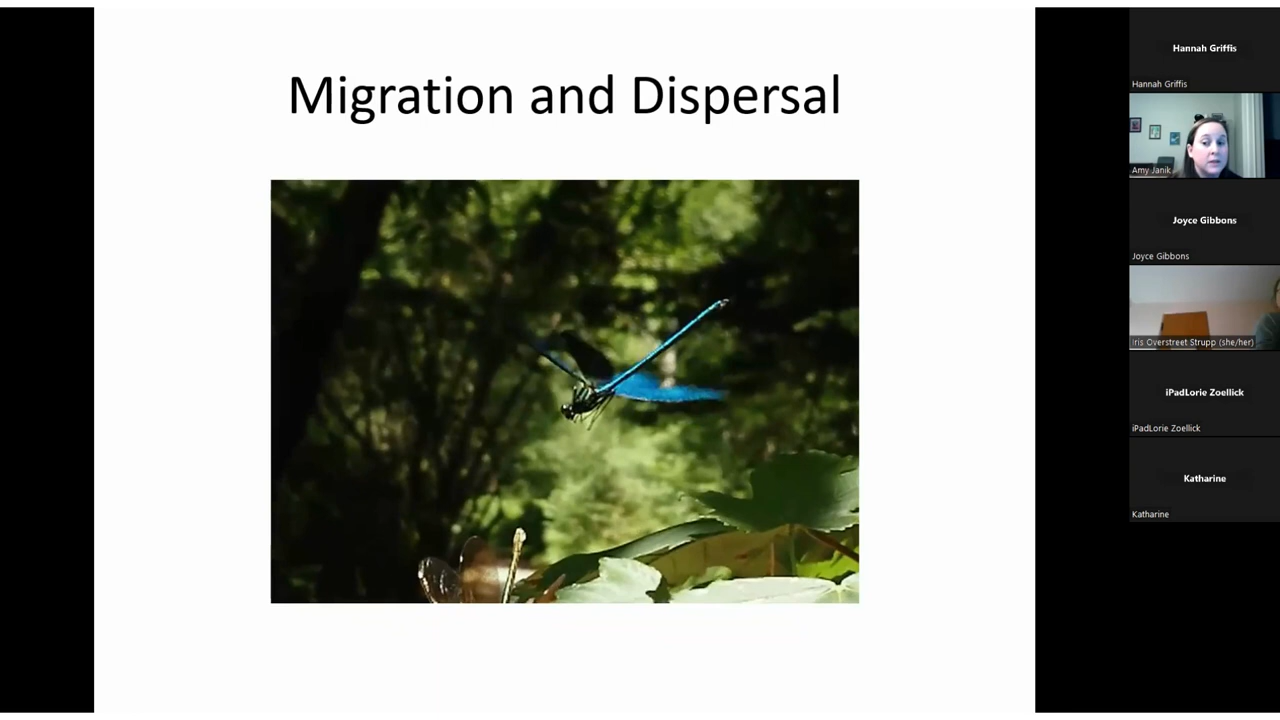 Migration and Dispersal
Hannah Griffis
Hannah Griffis
Amy Janik
Joyce Gibbons
Joyce Gibbons
Iris Overstreet Strupp (she/her)
iPadLorie Zoellick
iPadLorie Zoellick
Katharine
Katharine